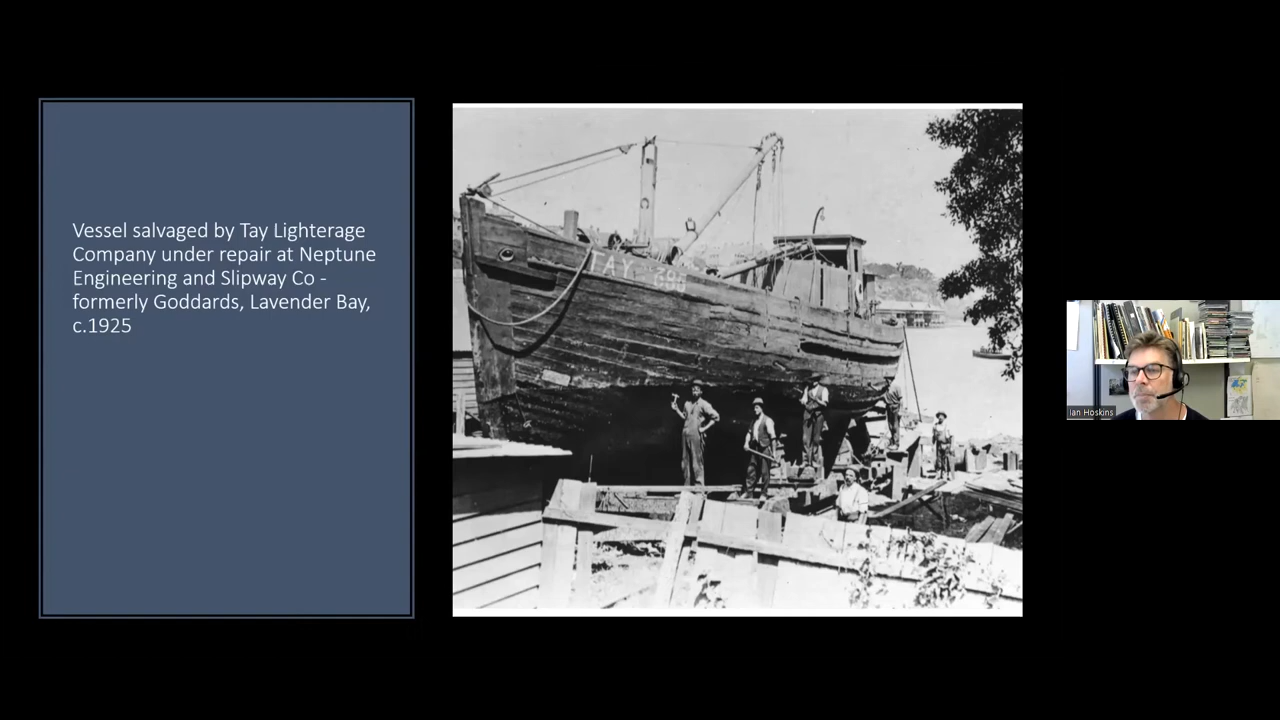 Vessel salvaged by Tay Lighterage
Company under repair at Neptune
Engineering and Slipway Co -
formerly Goddards, Lavender Bay,
c.1925
TAY
Ian Hoskins